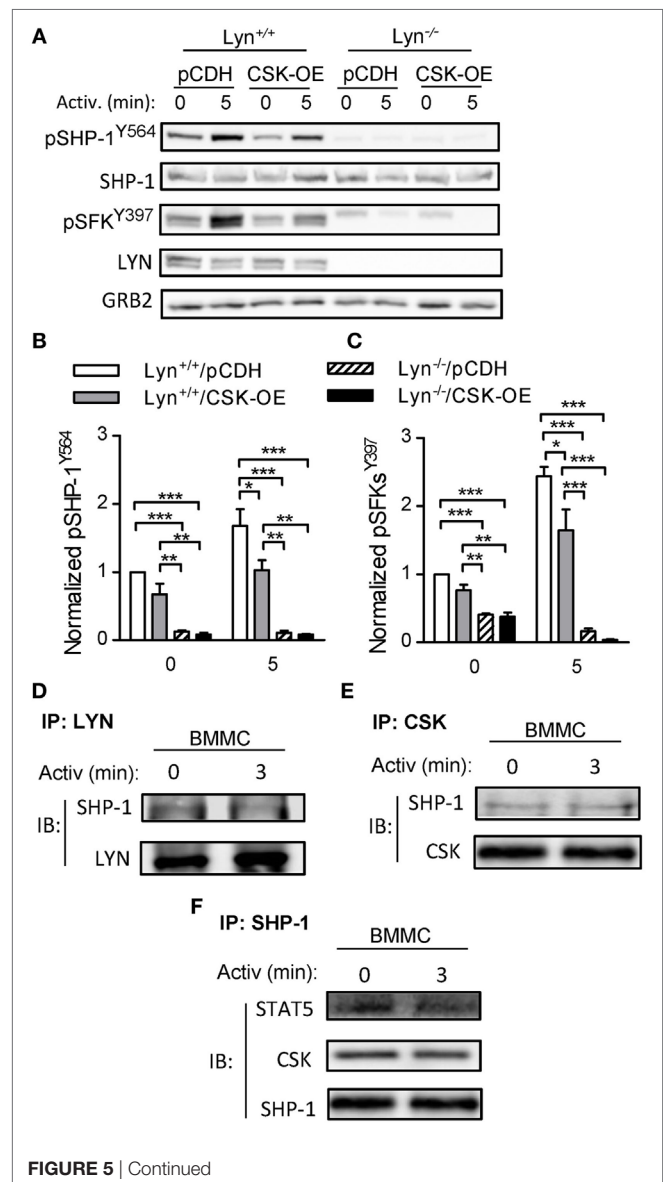 A
Lyn+/+ Lyn-/-
pCDH CSK-OE pCDH CSK-OE
Activ. (min): 0 5 0 5 0 5 0 5
pSHP-1Y564
SHP-1
pSFKY397
LYN
GRB2
B C
Lyn+/+/pCDH Lyn-/-/pCDH
Lyn+/+/CSK-OE Lyn-/-/CSK-OE
Normalized pSHP-1Y564
3
2
1
0
***
***
**
**
***
***
*
**
**
0 5
Normalized pSFKsY397
3
2
1
0
***
***
**
**
***
***
*
***
***
0 5
D
IP: LYN
BMMC
Activ (min): 0 3
IB:
SHP-1
LYN
E
IP: CSK
BMMC
Activ (min): 0 3
IB:
SHP-1
CSK
F
IP: SHP-1
BMMC
Activ (min): 0 3
IB:
STAT5
CSK
SHP-1
FIGURE 5 | Continued